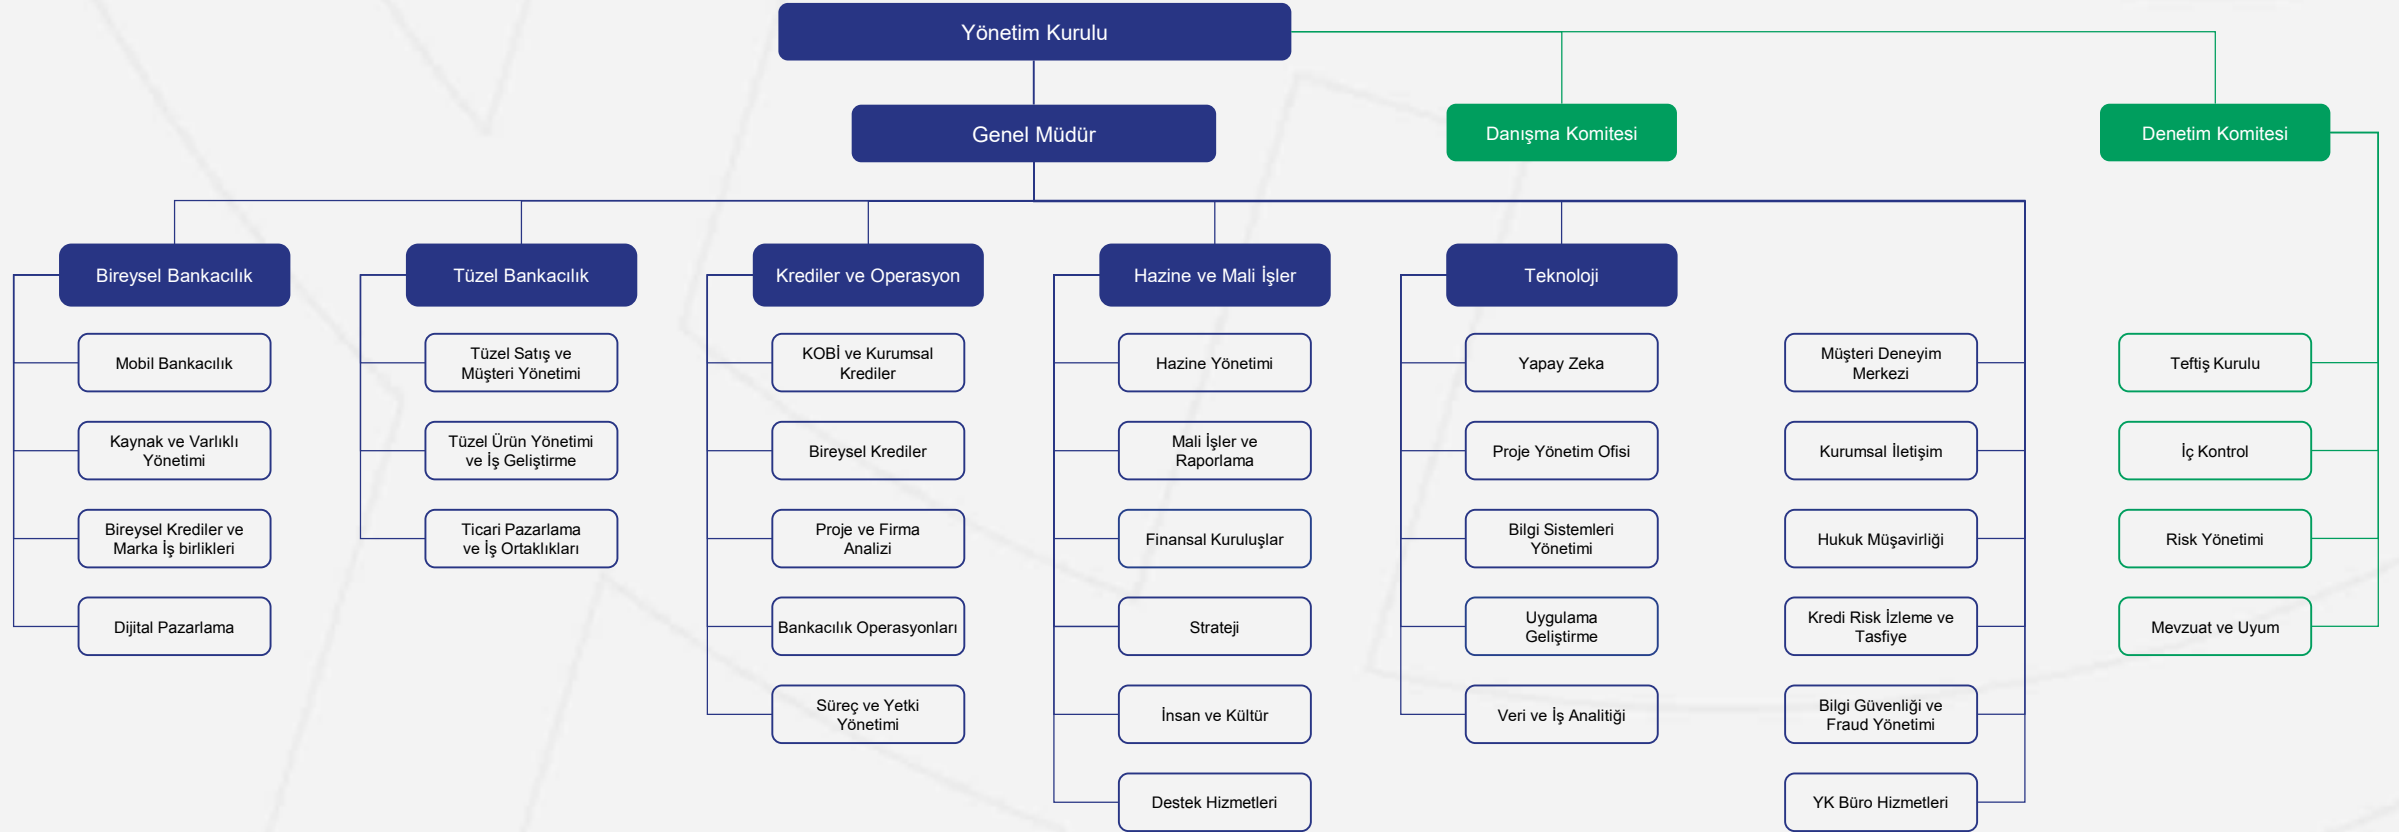 Yönetim Kurulu
Genel Müdür
Danışma Komitesi
Denetim Komitesi
Bireysel Bankacılık
Mobil Bankacılık
Kaynak ve Varlıklı
Yönetimi
Bireysel Krediler ve
Marka İş birlikleri
Dijital Pazarlama
Tüzel Bankacılık
Tüzel Satış ve
Müşteri Yönetimi
Tüzel Ürün Yönetimi
ve İş Geliştirme
Ticari Pazarlama
ve İş Ortaklıkları
Krediler ve Operasyon
KOBİ ve Kurumsal
Krediler
Bireysel Krediler
Proje ve Firma
Analizi
Bankacılık Operasyonları
Süreç ve Yetki
Yönetimi
Hazine ve Mali İşler
Hazine Yönetimi
Mali İşler ve
Raporlama
Finansal Kuruluşlar
Strateji
İnsan ve Kültür
Destek Hizmetleri
Teknoloji
Yapay Zeka
Proje Yönetim Ofisi
Bilgi Sistemleri
Yönetimi
Uygulama
Geliştirme
Veri ve İş Analitiği
Müşteri Deneyim
Merkezi
Kurumsal İletişim
Hukuk Müşavirliği
Kredi Risk İzleme ve
Tasfiye
Bilgi Güvenliği ve
Fraud Yönetimi
YK Büro Hizmetleri
Teftiş Kurulu
İç Kontrol
Risk Yönetimi
Mevzuat ve Uyum